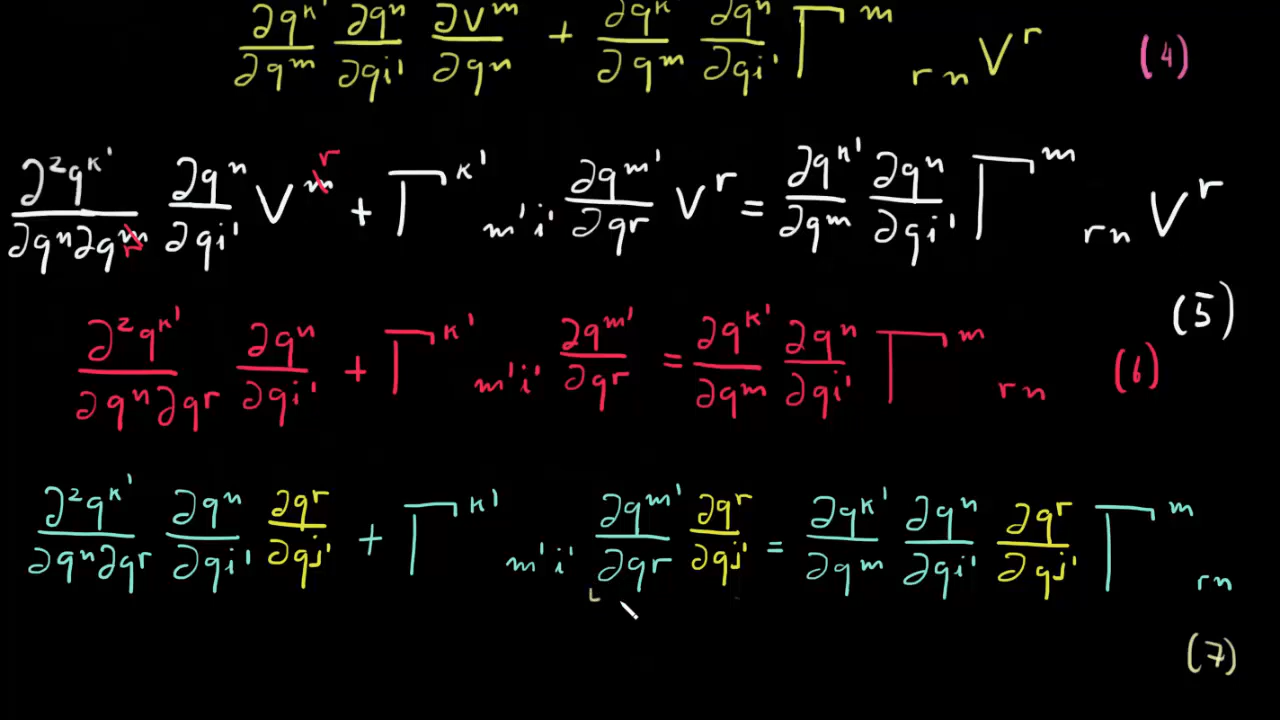 ∂q^k' / ∂q^m ∂q^n / ∂q^i' ∂V^m / ∂q^n + ∂q^k' / ∂q^m ∂q^n / ∂q^i' Γ^m_rn V^r (4)
∂²q^k' / ∂q^n∂q^m r ∂q^n / ∂q^i' V^m r + Γ^k'_m'i' ∂q^m' / ∂q^r V^r = ∂q^k' / ∂q^m ∂q^n / ∂q^i' Γ^m_rn V^r
(5)
∂²q^k' / ∂q^n∂q^r ∂q^n / ∂q^i' + Γ^k'_m'i' ∂q^m' / ∂q^r = ∂q^k' / ∂q^m ∂q^n / ∂q^i' Γ^m_rn (6)
∂²q^k' / ∂q^n∂q^r ∂q^n / ∂q^i' ∂q^r / ∂q^j' + Γ^k'_m'i' ∂q^m' / ∂q^r ∂q^r / ∂q^j' = ∂q^k' / ∂q^m ∂q^n / ∂q^i' ∂q^r / ∂q^j' Γ^m_rn
(7)